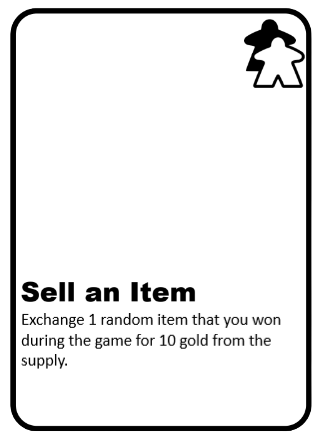 Sell an Item
Exchange 1 random item that you won
during the game for 10 gold from the
supply.